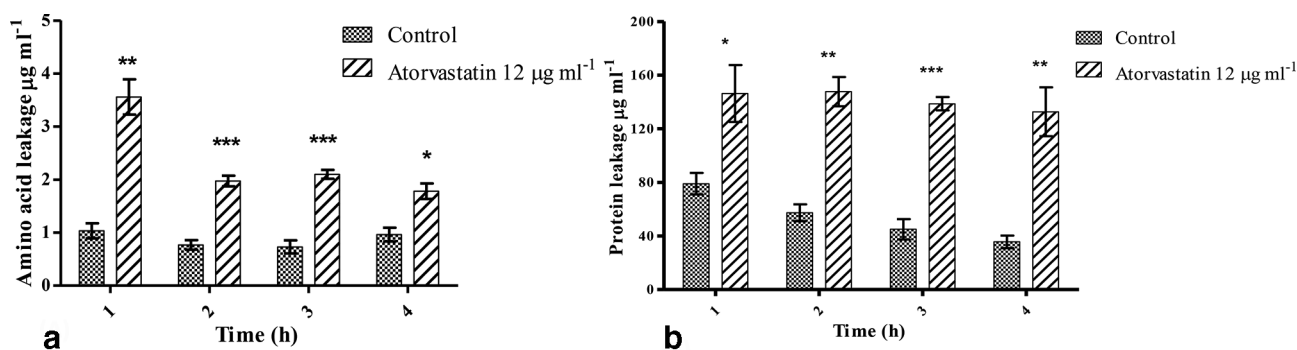 Amino acid leakage µg ml⁻¹
5
4
3
2
1
0
**
***
***
*
Control
Atorvastatin 12 µg ml⁻¹
1
2
3
4
Time (h)
a
Protein leakage µg ml⁻¹
200
160
120
80
40
0
*
**
***
**
Control
Atorvastatin 12 µg ml⁻¹
1
2
3
4
Time (h)
b